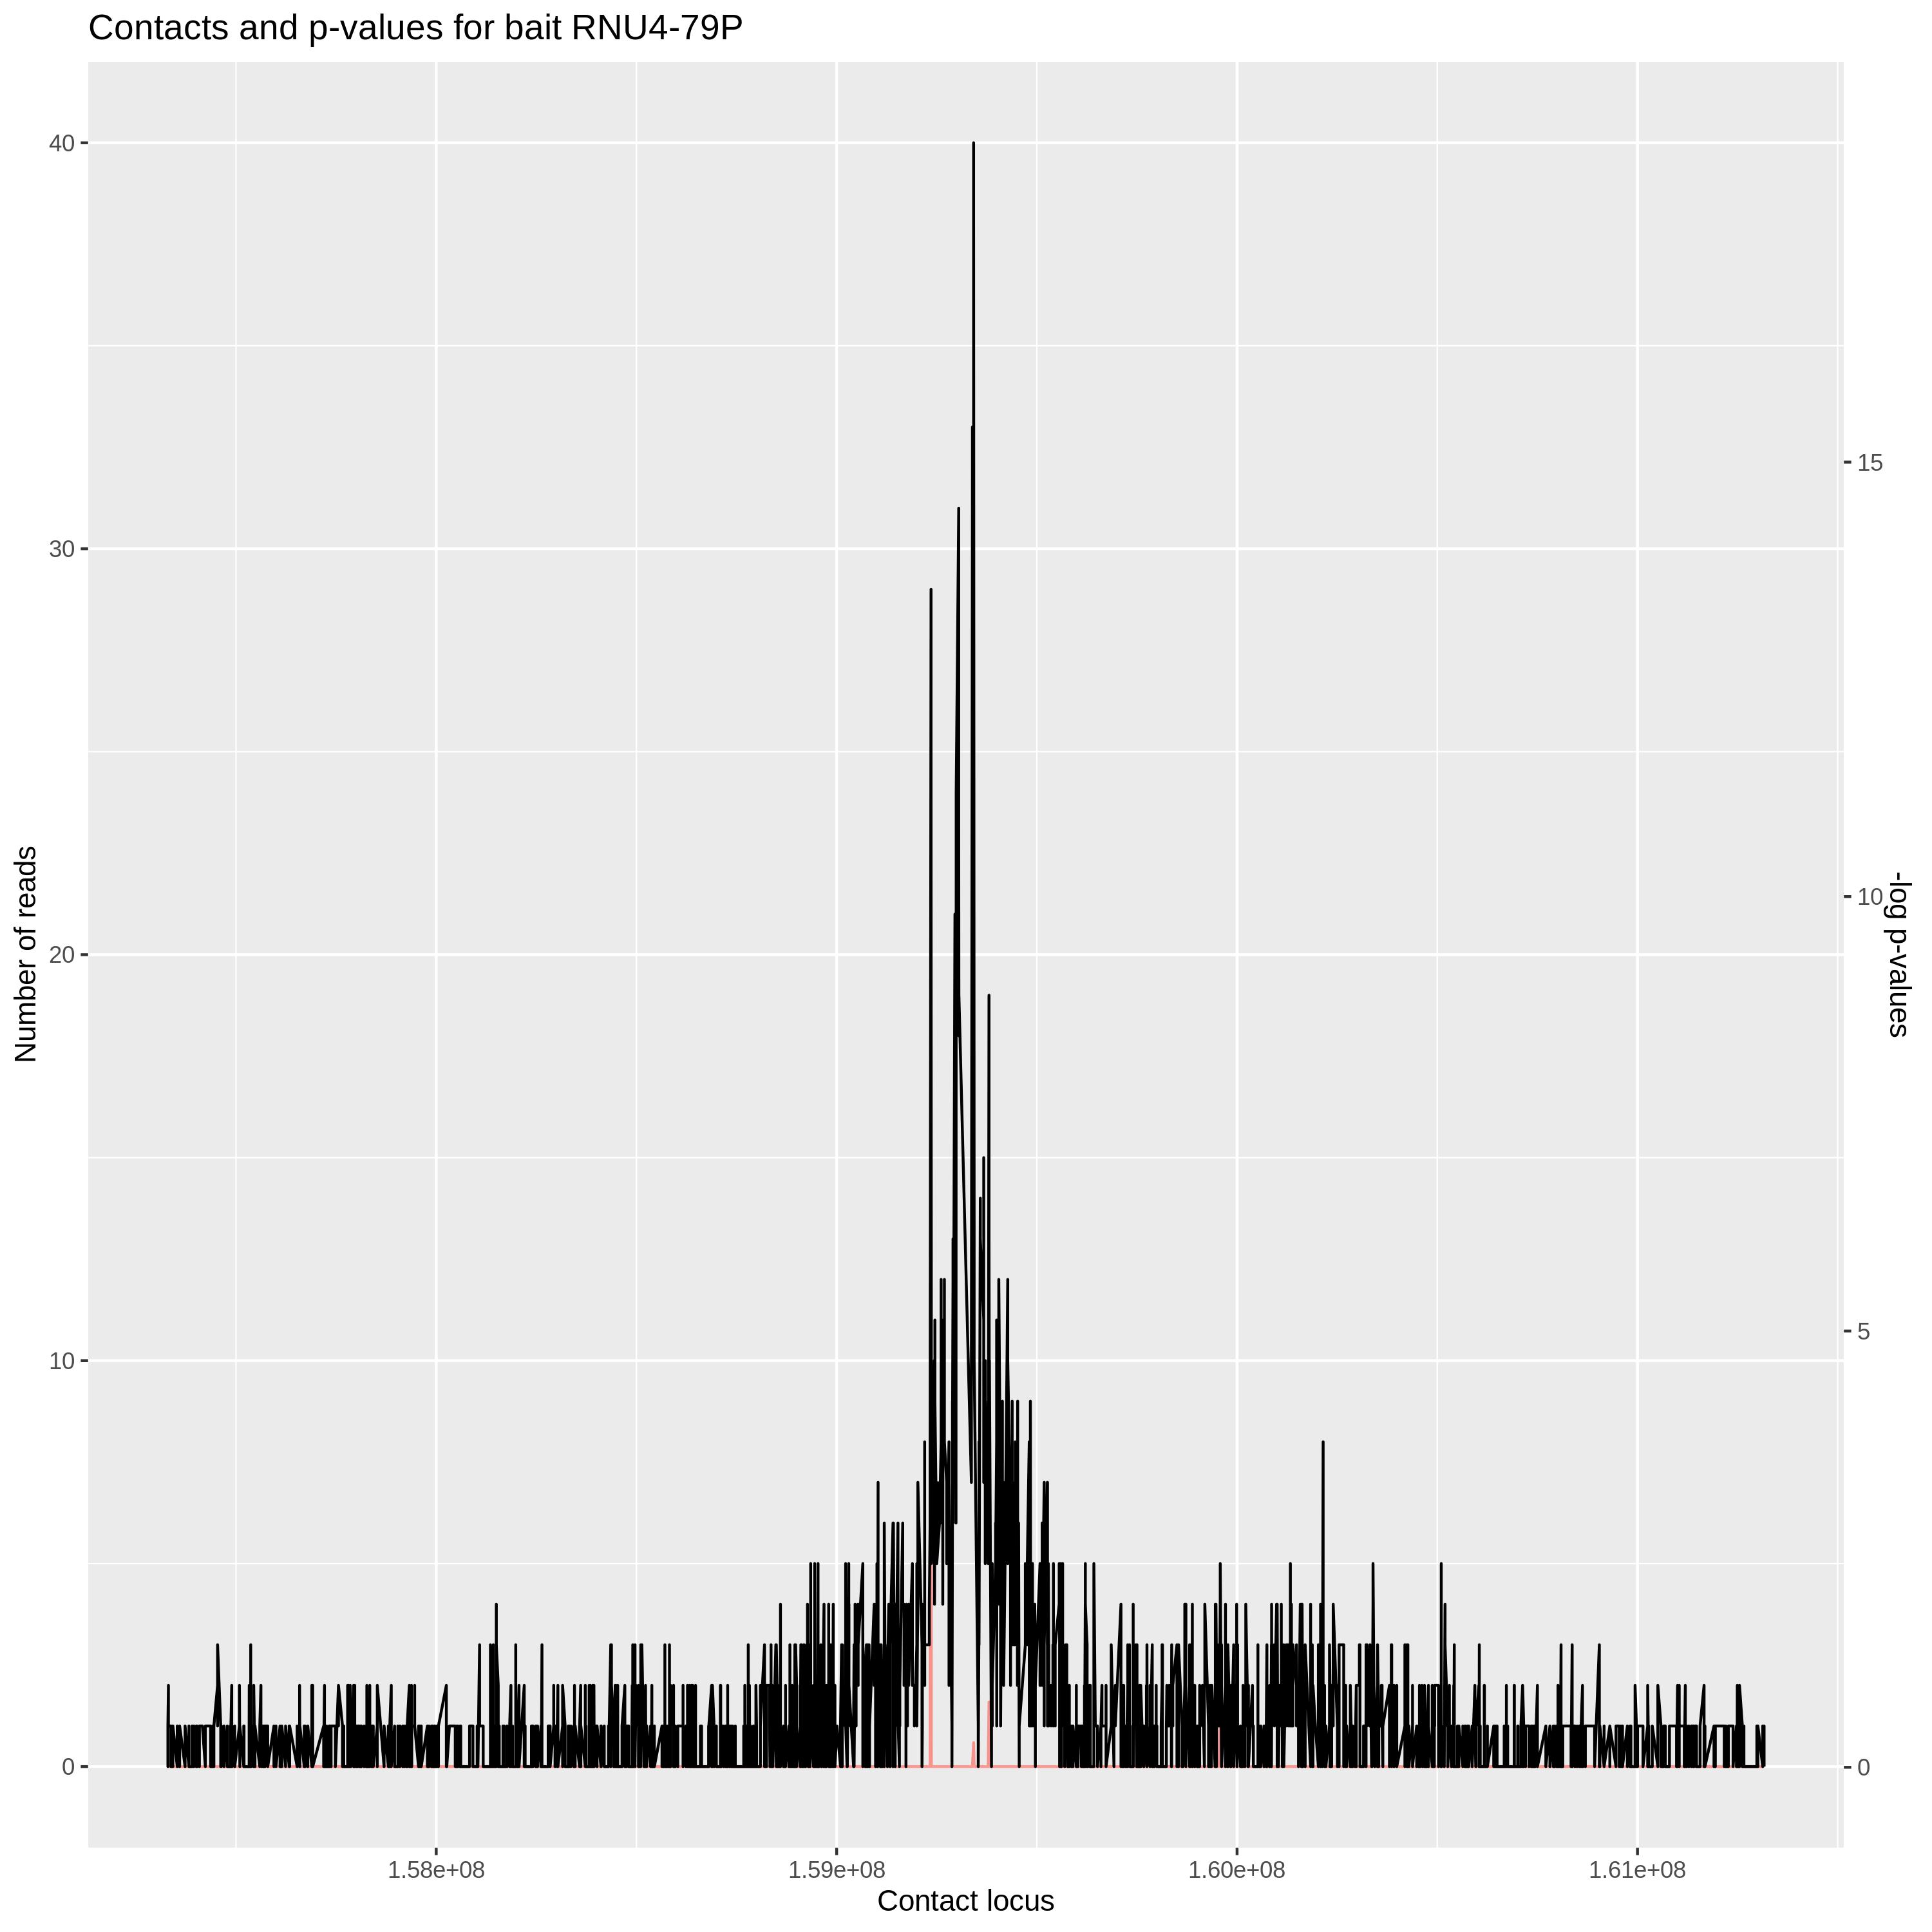 Contacts and p-values for bait RNU4-79P
40
30
20
10
0
15
10
5
0
Number of reads
-log p-values
1.58e+08
1.59e+08
1.60e+08
1.61e+08
Contact locus